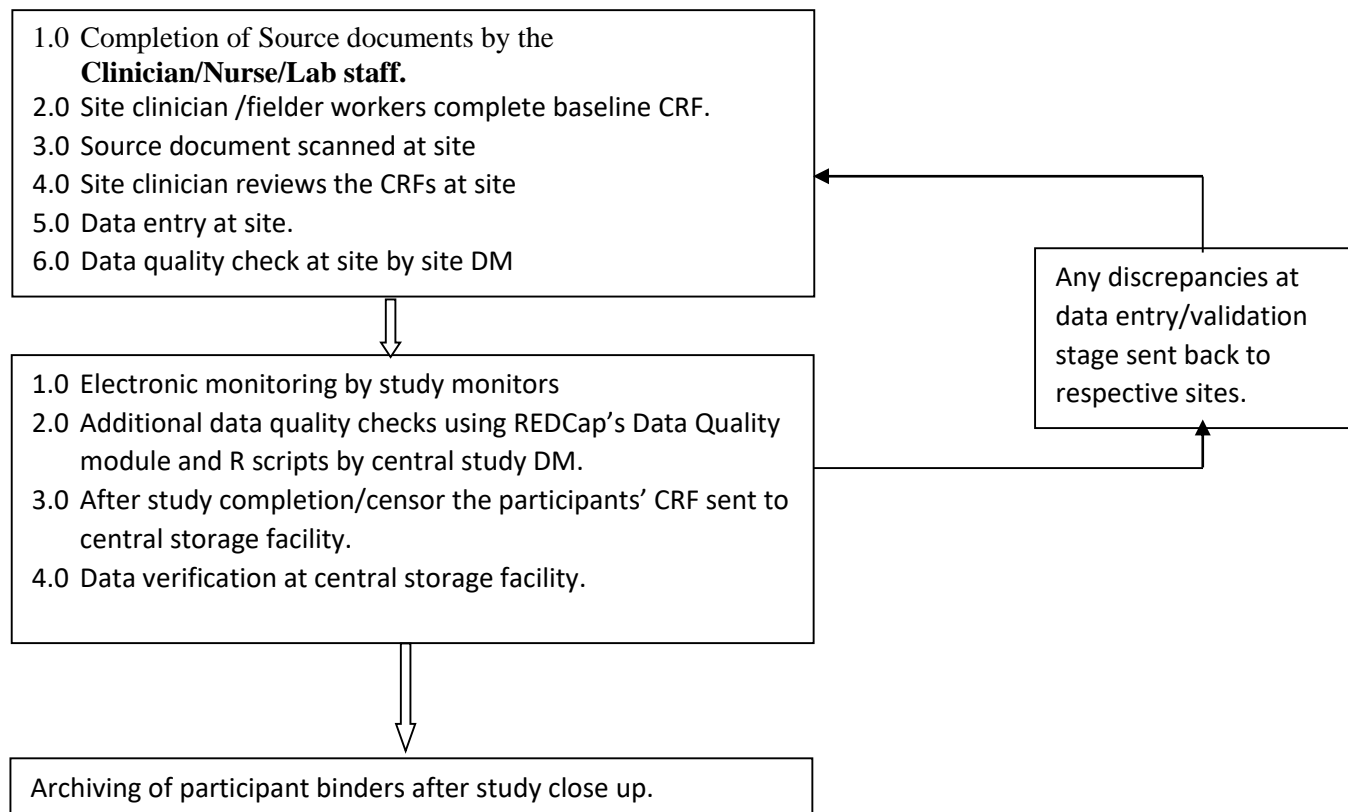 1.0 Completion of Source documents by the
Clinician/Nurse/Lab staff.
2.0 Site clinician /fielder workers complete baseline CRF.
3.0 Source document scanned at site
4.0 Site clinician reviews the CRFs at site
5.0 Data entry at site.
6.0 Data quality check at site by site DM
Any discrepancies at
data entry/validation
stage sent back to
respective sites.
1.0 Electronic monitoring by study monitors
2.0 Additional data quality checks using REDCap’s Data Quality
module and R scripts by central study DM.
3.0 After study completion/censor the participants’ CRF sent to
central storage facility.
4.0 Data verification at central storage facility.
Archiving of participant binders after study close up.